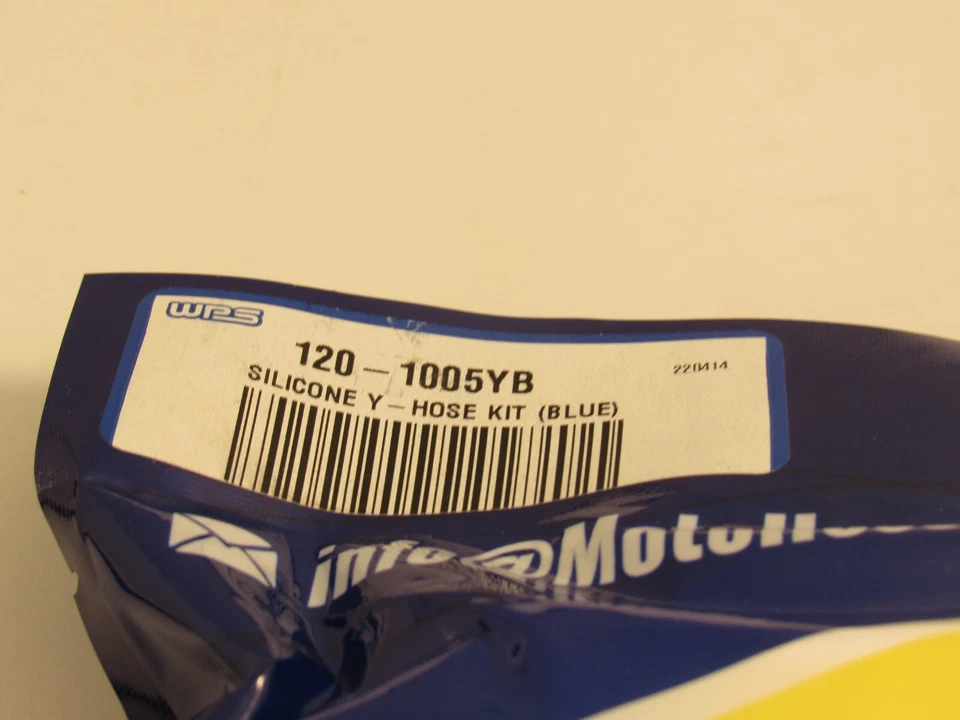 WPS
120-1005YB
220414
SILICONE Y-HOSE KIT (BLUE)